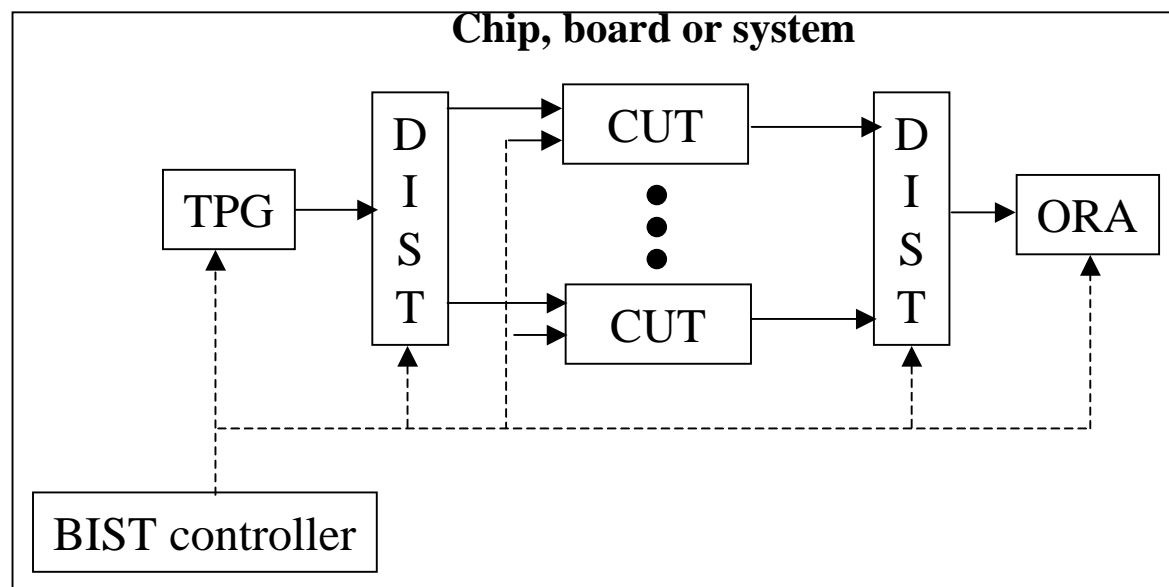 Chip, board or system
TPG
D
I
S
T
CUT
CUT
D
I
S
T
ORA
BIST controller